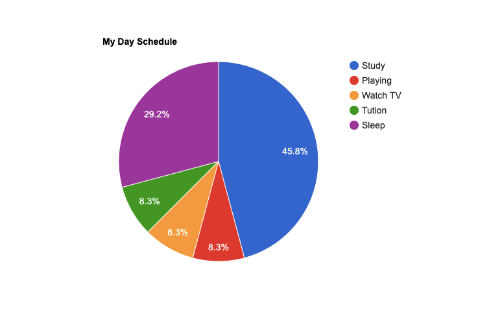 My Day Schedule
Study
Playing
Watch TV
Tution
Sleep
29.2%
45.8%
8.3%
8.3%
8.3%